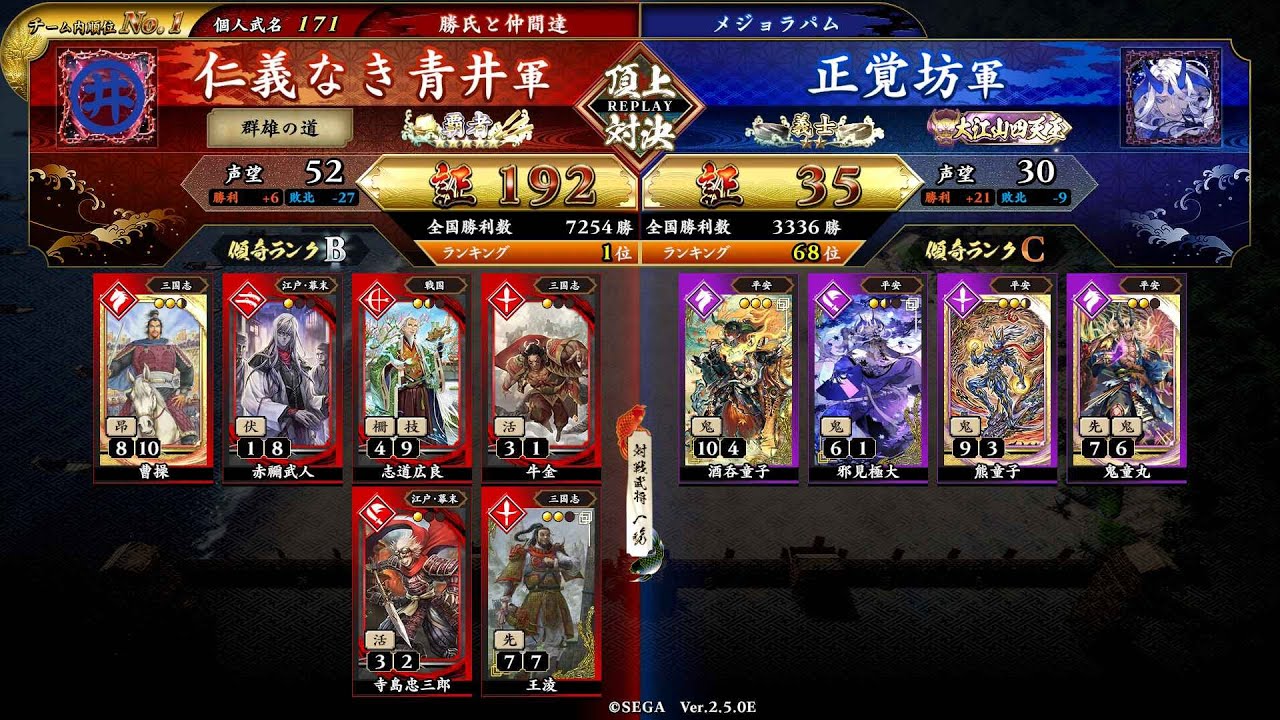 チーム内順位 No.1
個人武名 171
勝氏と仲間達
メジョラパム
井
仁義なき青井軍
頂上
REPLAY
対決
正覚坊軍
群雄の道
覇者
義士
大江山四天王
声望 52
勝利 +6 敗北 -27
証 192
証 35
声望 30
勝利 +21 敗北 -9
全国勝利数 7254勝
全国勝利数 3336勝
傾奇ランク B
ランキング 1位
ランキング 68位
傾奇ランク C
三国志
昴
8 10
曹操
江戸・幕末
伏
1 8
赤禰武人
戦国
柵 技
4 9
志道広良
三国志
活
3 1
牛金
平安
鬼
10 4
酒呑童子
平安
鬼
6 1
邪見極大
平安
鬼
9 3
熊童子
平安
先 鬼
7 6
鬼童丸
対戦武将一覧
江戸・幕末
活
3 2
寺島忠三郎
三国志
先
7 7
王淩
©SEGA Ver.2.5.0E